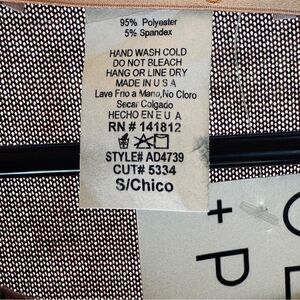 95% Polyester
5% Spandex
HAND WASH COLD
DO NOT BLEACH
HANG OR LINE DRY
MADE IN U S A
Lave Frio a Mano,No Cloro
Secar Colgado
HECHO EN E U A
RN # 141812
STYLE# AD4739
CUT# 5334
S/Chico
+ P